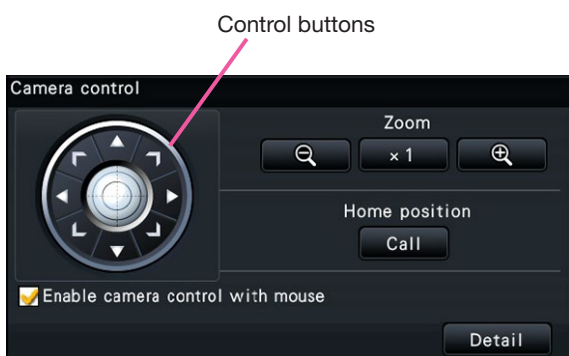 Control buttons
Camera control
Zoom
× 1
Home position
Call
Enable camera control with mouse
Detail